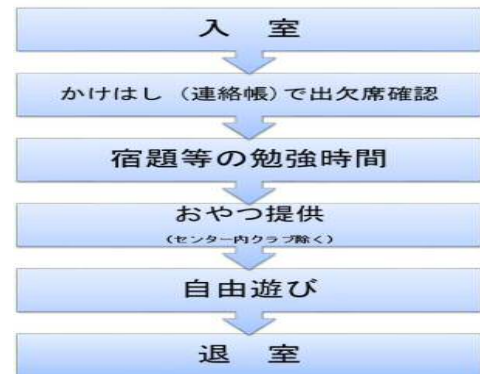 入　室
かけはし（連絡帳）で出欠席確認
宿題等の勉強時間
おやつ提供
（センター内クラブ除く）
自由遊び
退　室